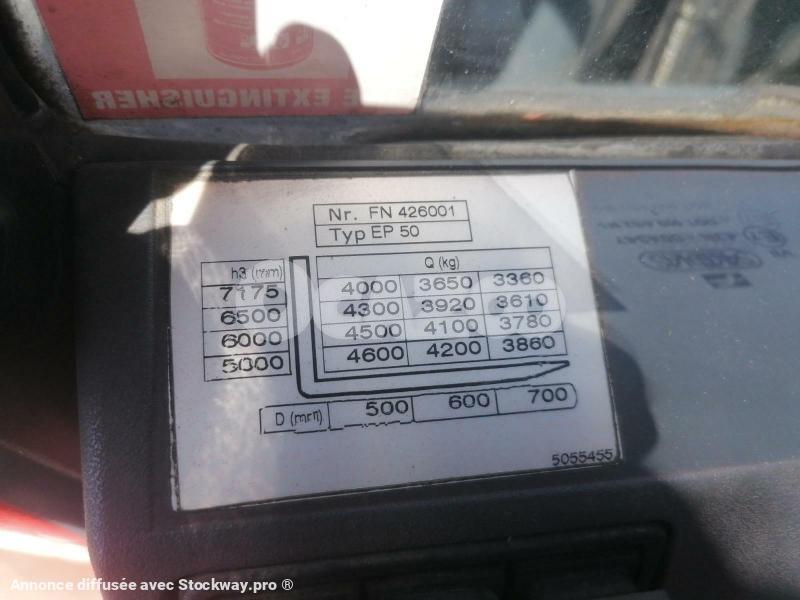 E EXTINGUISHER
Nr. FN 426001
Typ EP 50
h3 (mm) Q (kg)
7175 4000 3650 3360
6500 4300 3920 3610
6000 4500 4100 3780
5000 4600 4200 3860
D (mm) 500 600 700
5055455
Annonce diffusée avec Stockway.pro ®